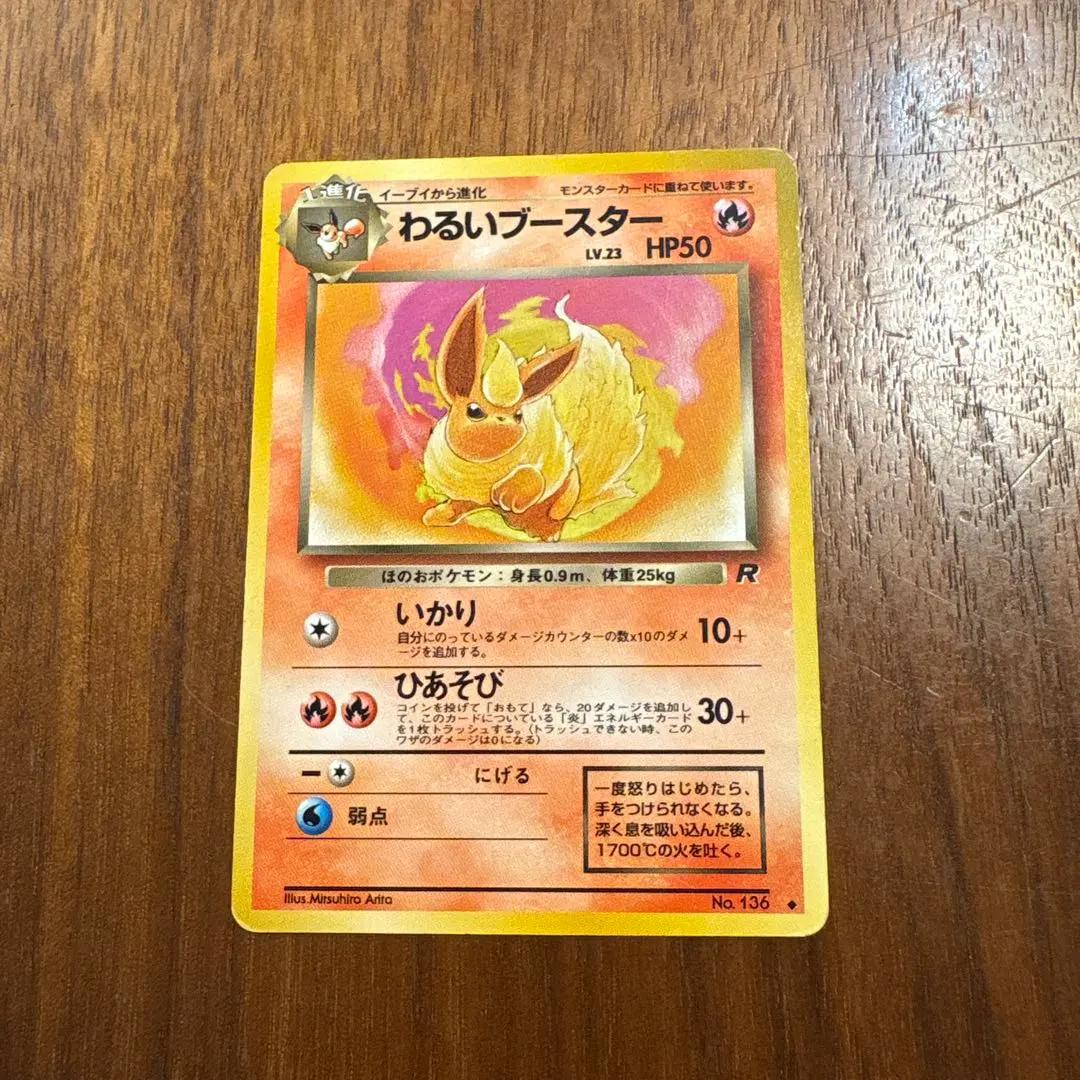 1進化
イーブイから進化
モンスターカードに重ねて使います。
わるいブースター
LV.23 HP50
ほのおポケモン：身長0.9m、体重25kg
R
いかり
自分にのっているダメージカウンターの数x10のダメ
ージを追加する。
10+
ひあそび
コインを投げて「おもて」なら、20ダメージを追加し
て、このカードについている「炎」エネルギーカード
を1枚トラッシュする。（トラッシュできない時、この
ワザのダメージは0になる）
30+
にげる
弱点
一度怒りはじめたら、
手をつけられなくなる。
深く息を吸い込んだ後、
1700℃の火を吐く。
Illus.Mitsuhiro Arita
No. 136